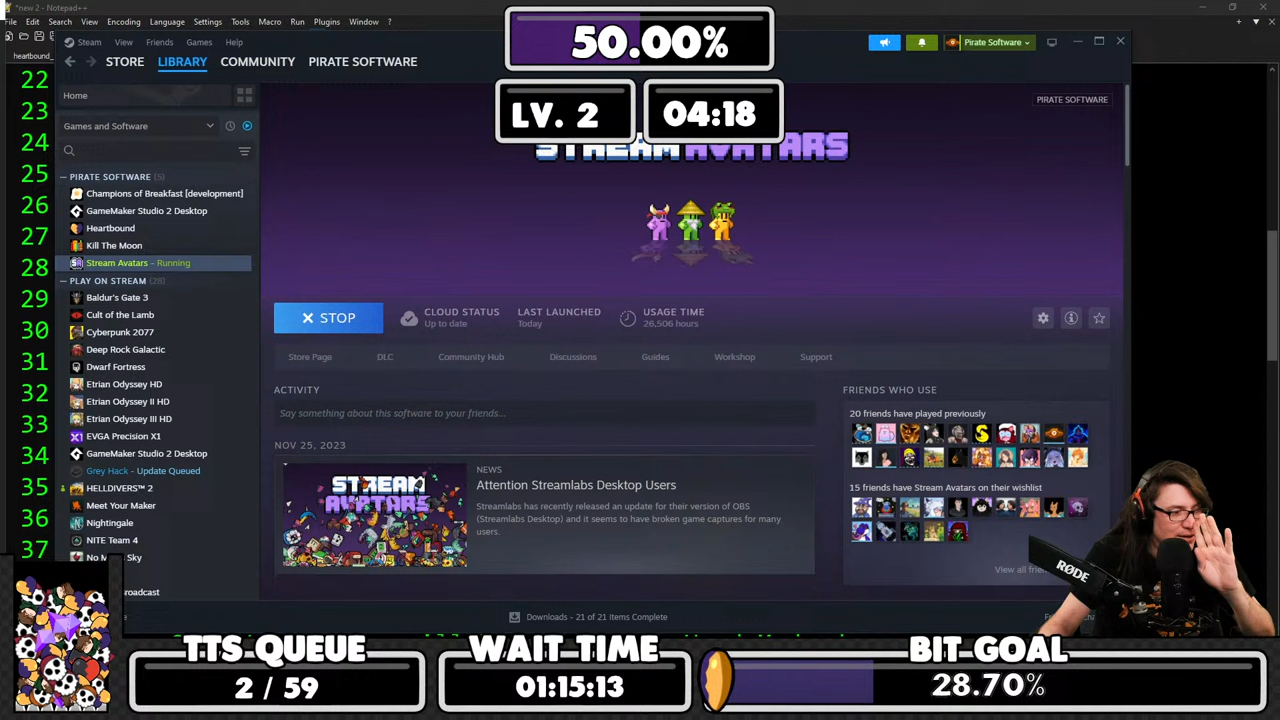 *new 2 - Notepad++
File Edit Search View Encoding Language Settings Tools Macro Run Plugins Window ?
heartbound_
22
23
24
25
26
27
28
29
30
31
32
33
34
35
36
37
Steam View Friends Games Help
Pirate Software
STORE LIBRARY COMMUNITY PIRATE SOFTWARE
50.00%
LV. 2
04:18
Home
Games and Software
PIRATE SOFTWARE (5)
Champions of Breakfast [development]
GameMaker Studio 2 Desktop
Heartbound
Kill The Moon
Stream Avatars - Running
PLAY ON STREAM (28)
Baldur's Gate 3
Cult of the Lamb
Cyberpunk 2077
Deep Rock Galactic
Dwarf Fortress
Etrian Odyssey HD
Etrian Odyssey II HD
Etrian Odyssey III HD
EVGA Precision X1
GameMaker Studio 2 Desktop
Grey Hack - Update Queued
HELLDIVERS™ 2
Meet Your Maker
Nightingale
NITE Team 4
No M Sky
roadcast
PIRATE SOFTWARE
STREAM AVATARS
STOP
CLOUD STATUS
Up to date
LAST LAUNCHED
Today
USAGE TIME
26,506 hours
Store Page DLC Community Hub Discussions Guides Workshop Support
ACTIVITY
Say something about this software to your friends...
NOV 25, 2023
STREAM
AVATARS
NEWS
Attention Streamlabs Desktop Users
Streamlabs has recently released an update for their version of OBS
(Streamlabs Desktop) and it seems to have broken game captures for many
users.
FRIENDS WHO USE
20 friends have played previously
15 friends have Stream Avatars on their wishlist
View all frien
RØDE
Downloads - 21 of 21 Items Complete
TTS QUEUE
2 / 59
WAIT TIME
01:15:13
BIT GOAL
28.70%